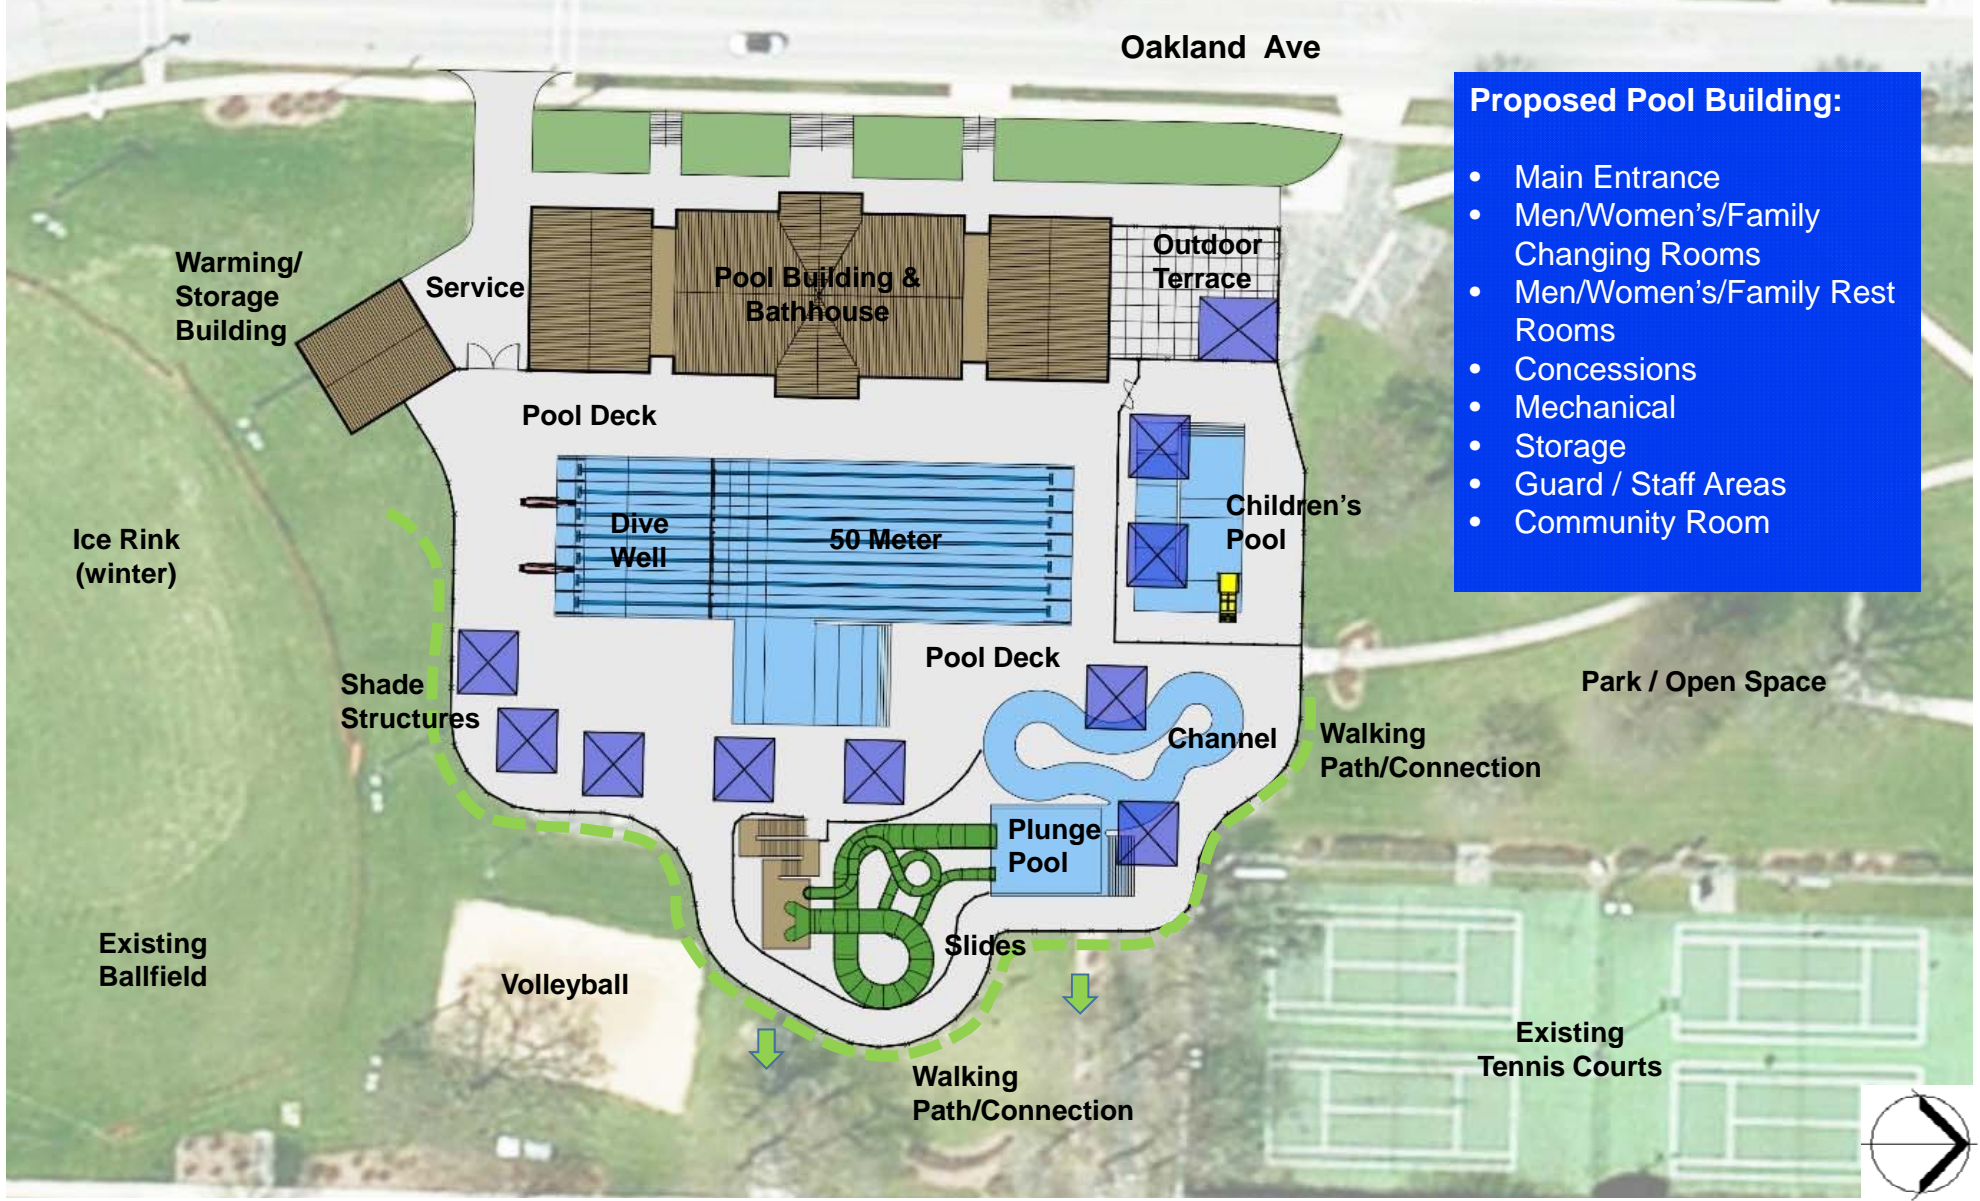 Oakland Ave
Proposed Pool Building:
• Main Entrance
• Men/Women’s/Family
Changing Rooms
• Men/Women’s/Family Rest
Rooms
• Concessions
• Mechanical
• Storage
• Guard / Staff Areas
• Community Room
Warming/
Storage
Building
Service
Pool Building &
Bathhouse
Outdoor
Terrace
Pool Deck
Dive
Well
50 Meter
Children’s
Pool
Ice Rink
(winter)
Pool Deck
Shade
Structures
Park / Open Space
Channel
Walking
Path/Connection
Plunge
Pool
Existing
Ballfield
Volleyball
Slides
Existing
Tennis Courts
Walking
Path/Connection